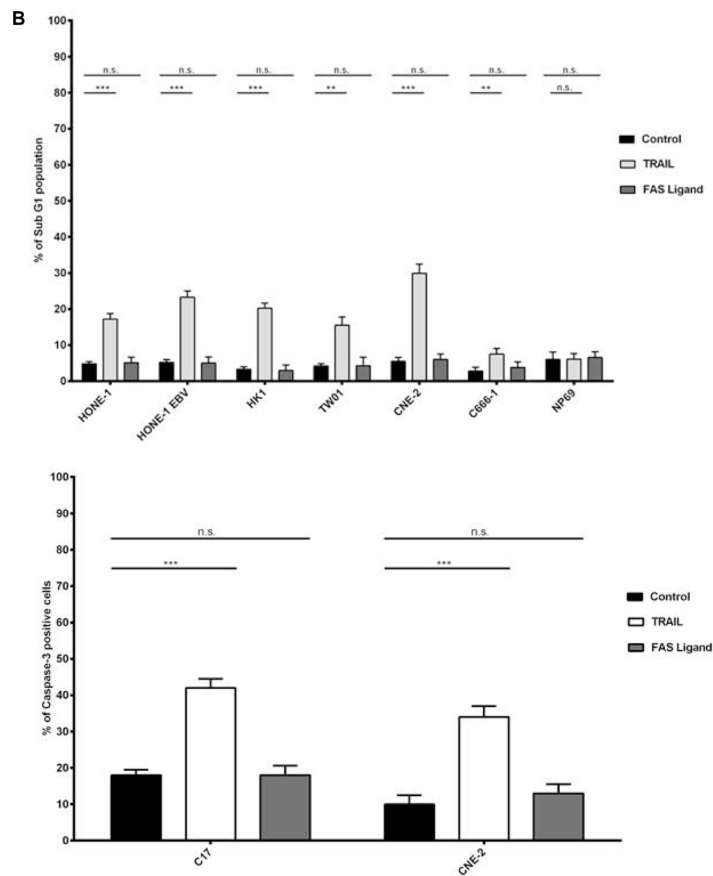 B
% of Sub G1 population
100
90
80
70
60
50
40
30
20
10
0
n.s. n.s. n.s. n.s. n.s. n.s. n.s.
*** *** *** ** *** ** n.s.
Control
TRAIL
FAS Ligand
HONE-1 HONE-1 EBV HK1 TW01 CNE-2 C666-1 NP69
% of Caspase-3 positive cells
100
90
80
70
60
50
40
30
20
10
0
n.s. n.s.
*** ***
Control
TRAIL
FAS Ligand
C17 CNE-2